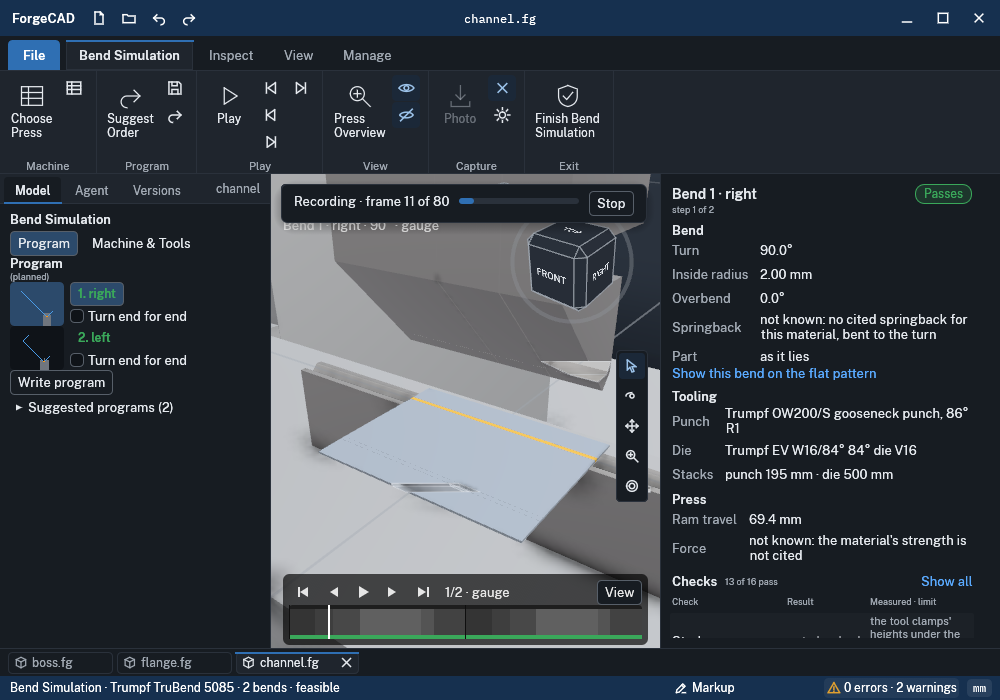 ForgeCAD
channel.fg
File
Bend Simulation
Inspect
View
Manage
Choose Press
Suggest Order
Play
Press Overview
Photo
Finish Bend Simulation
Machine
Program
Play
View
Capture
Exit
Model
Agent
Versions
channel
Bend Simulation
Program
Machine & Tools
Program
(planned)
1. right
Turn end for end
2. left
Turn end for end
Write program
▸ Suggested programs (2)
Recording · frame 11 of 80
Stop
Bend 1 · right · 90° · gauge
FRONT
RIGHT
1/2 · gauge
View
Bend 1 · right
Passes
step 1 of 2
Bend
Turn 90.0°
Inside radius 2.00 mm
Overbend 0.0°
Springback not known: no cited springback for
this material, bent to the turn
Part as it lies
Show this bend on the flat pattern
Tooling
Punch Trumpf OW200/S gooseneck punch, 86°
R1
Die Trumpf EV W16/84° 84° die V16
Stacks punch 195 mm · die 500 mm
Press
Ram travel 69.4 mm
Force not known: the material's strength is
not cited
Checks 13 of 16 pass
Show all
Check Result Measured · limit
the tool clamps'
heights under the
boss.fg
flange.fg
channel.fg
Bend Simulation · Trumpf TruBend 5085 · 2 bends · feasible
Markup
0 errors · 2 warnings
mm